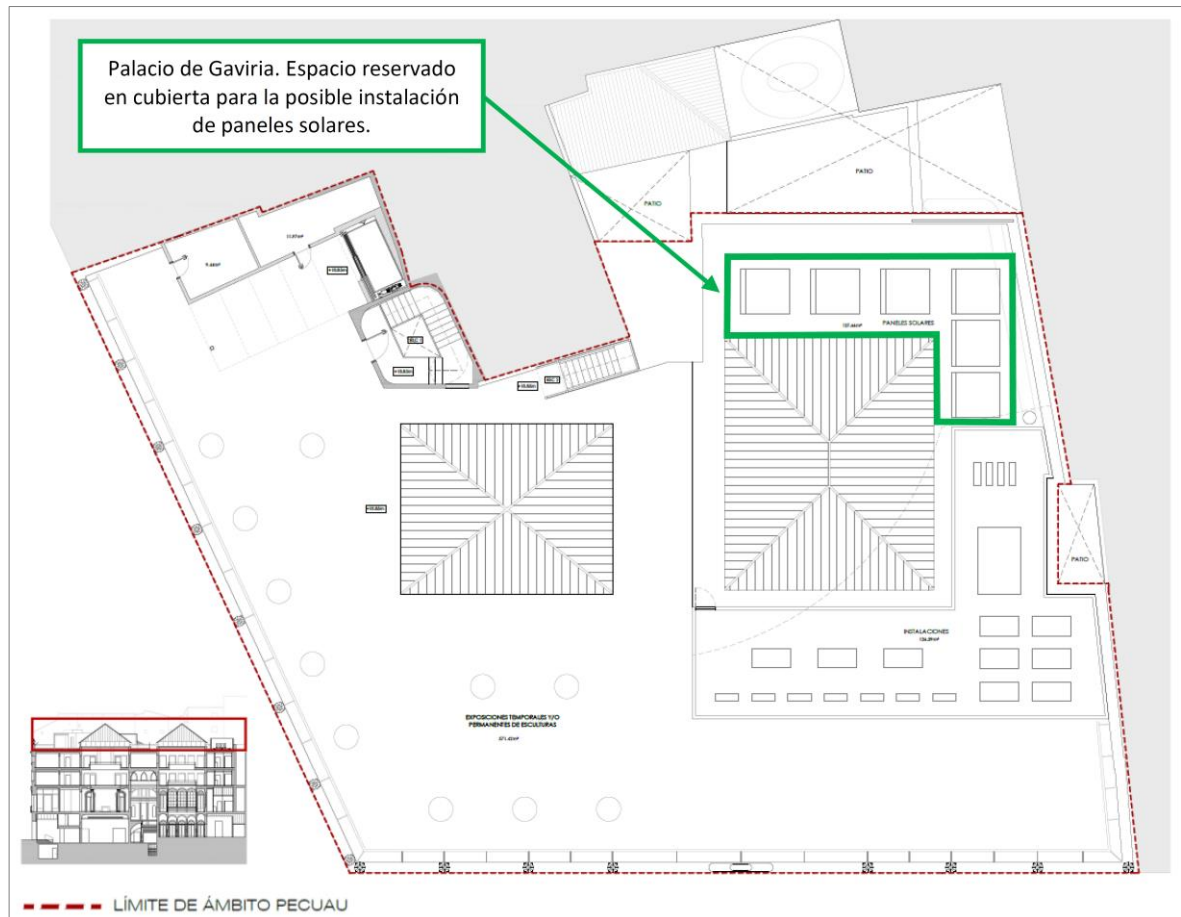 Palacio de Gaviria. Espacio reservado
en cubierta para la posible instalación
de paneles solares.
PATIO
PATIO
PANELES SOLARES
PATIO
INSTALACIONES
EXPOSICIONES TEMPORALES Y/O
PERMANENTES DE ESCULTURAS
LÍMITE DE ÁMBITO PECUAU